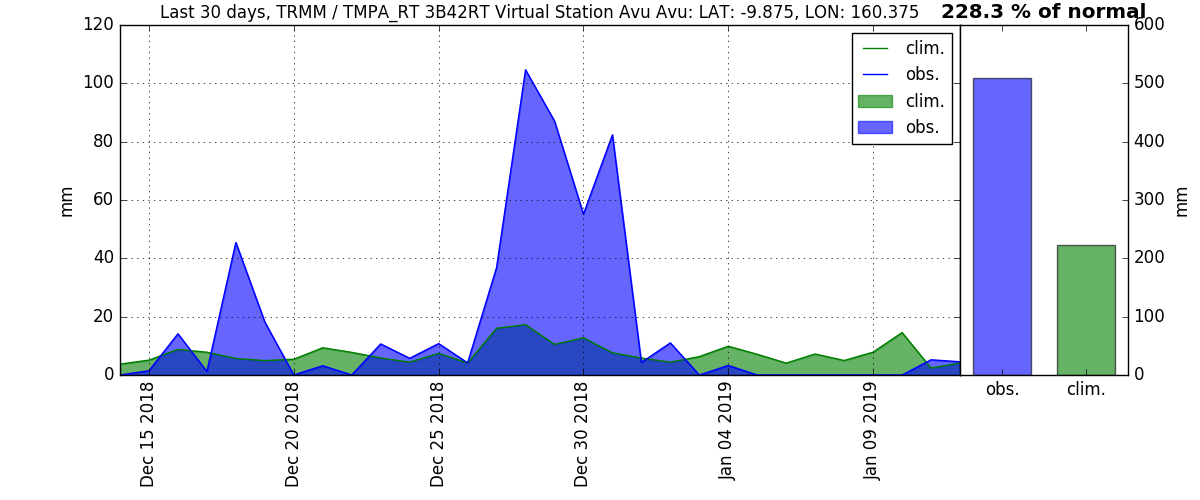 Last 30 days, TRMM / TMPA_RT 3B42RT Virtual Station Avu Avu: LAT: -9.875, LON: 160.375
228.3 % of normal
120
100
80
60
40
20
0
mm
clim.
obs.
clim.
obs.
600
500
400
300
200
100
0
mm
obs.
clim.
Dec 15 2018
Dec 20 2018
Dec 25 2018
Dec 30 2018
Jan 04 2019
Jan 09 2019